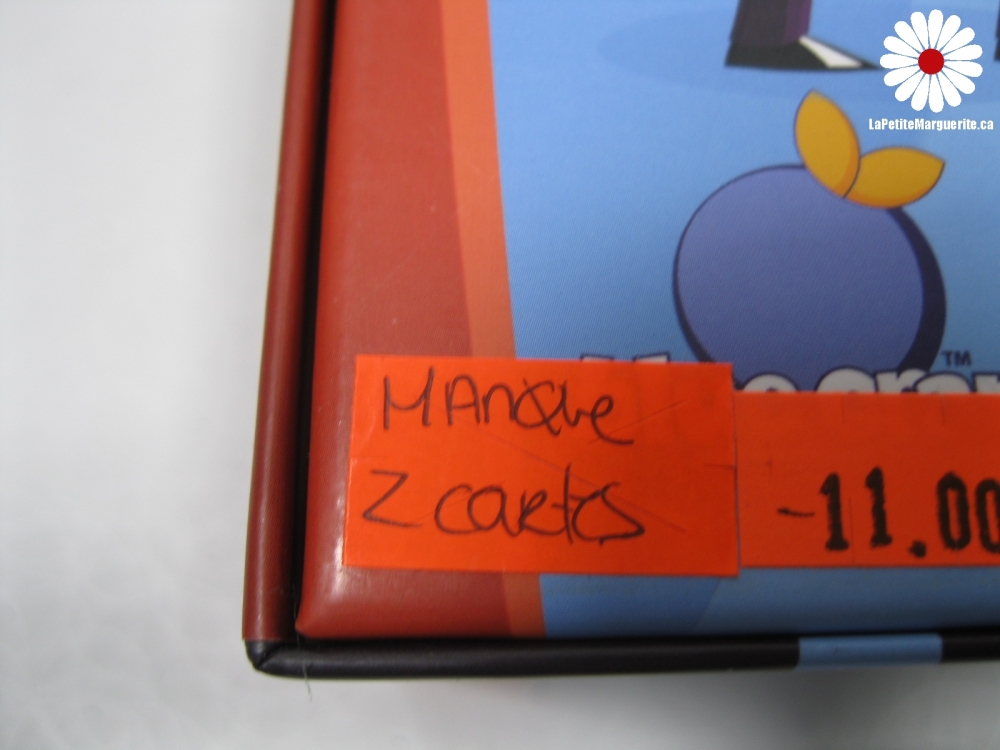 LaPetiteMarguerite.ca
TM
MANQUE
2 cartes
-11.00